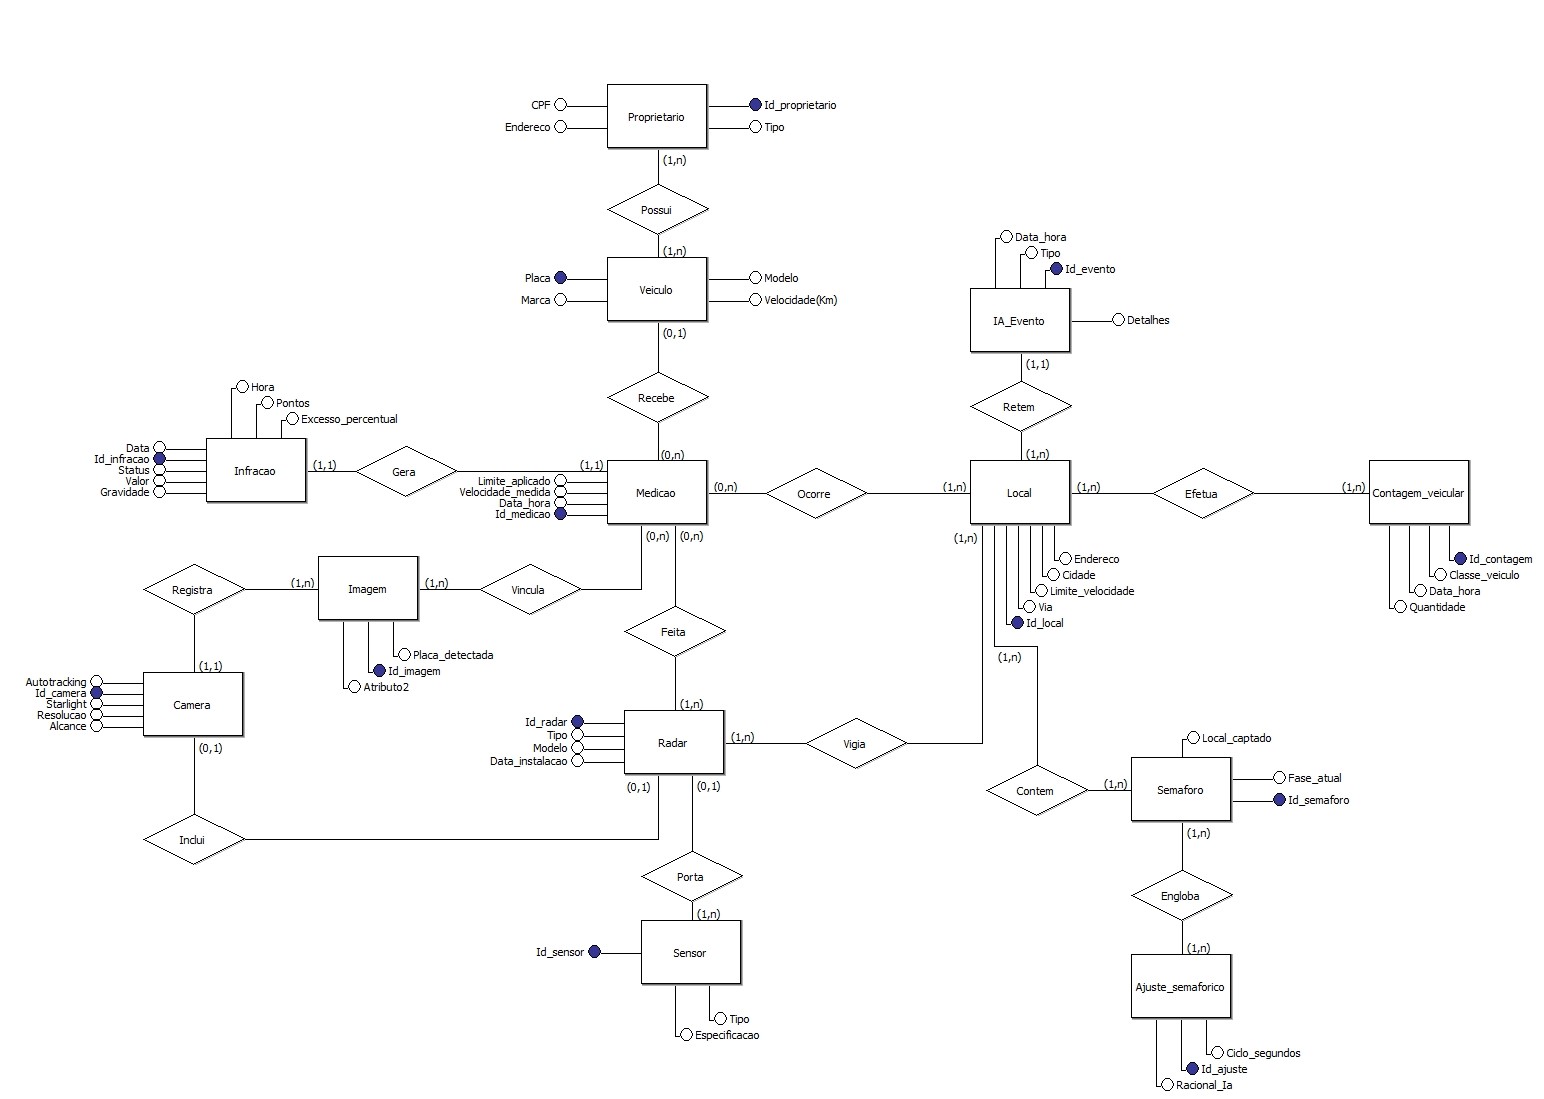 CPF
Id_proprietario
Proprietario
Endereco
Tipo
(1,n)
Possui
(1,n)
Placa
Modelo
Veiculo
Marca
Velocidade(Km)
(0,1)
Recebe
(0,n)
Data_hora
Tipo
Id_evento
IA_Evento
Detalhes
(1,1)
Retem
(1,n)
Hora
Pontos
Excesso_percentual
Data
Id_infracao
Status
Valor
Gravidade
Infracao
(1,1)
Gera
(1,1)
Limite_aplicado
Velocidade_medida
Data_hora
Id_medicao
Medicao
(0,n)
Ocorre
(1,n)
Local
(1,n)
Efetua
(1,n)
Contagem_veicular
(0,n)
(0,n)
(1,n)
Endereco
Cidade
Limite_velocidade
Via
Id_local
(1,n)
Id_contagem
Classe_veiculo
Data_hora
Quantidade
Registra
(1,n)
Imagem
(1,n)
Vincula
Placa_detectada
Id_imagem
Atributo2
Feita
(1,1)
Autotracking
Id_camera
Starlight
Resolucao
Alcance
Camera
(0,1)
(1,n)
Id_radar
Tipo
Modelo
Data_instalacao
Radar
(1,n)
Vigia
(0,1)
(0,1)
Contem
(1,n)
Local_captado
Semaforo
Fase_atual
Id_semaforo
(1,n)
Inclui
Porta
(1,n)
Id_sensor
Sensor
Tipo
Especificacao
Engloba
(1,n)
Ajuste_semaforico
Ciclo_segundos
Id_ajuste
Racional_Ia